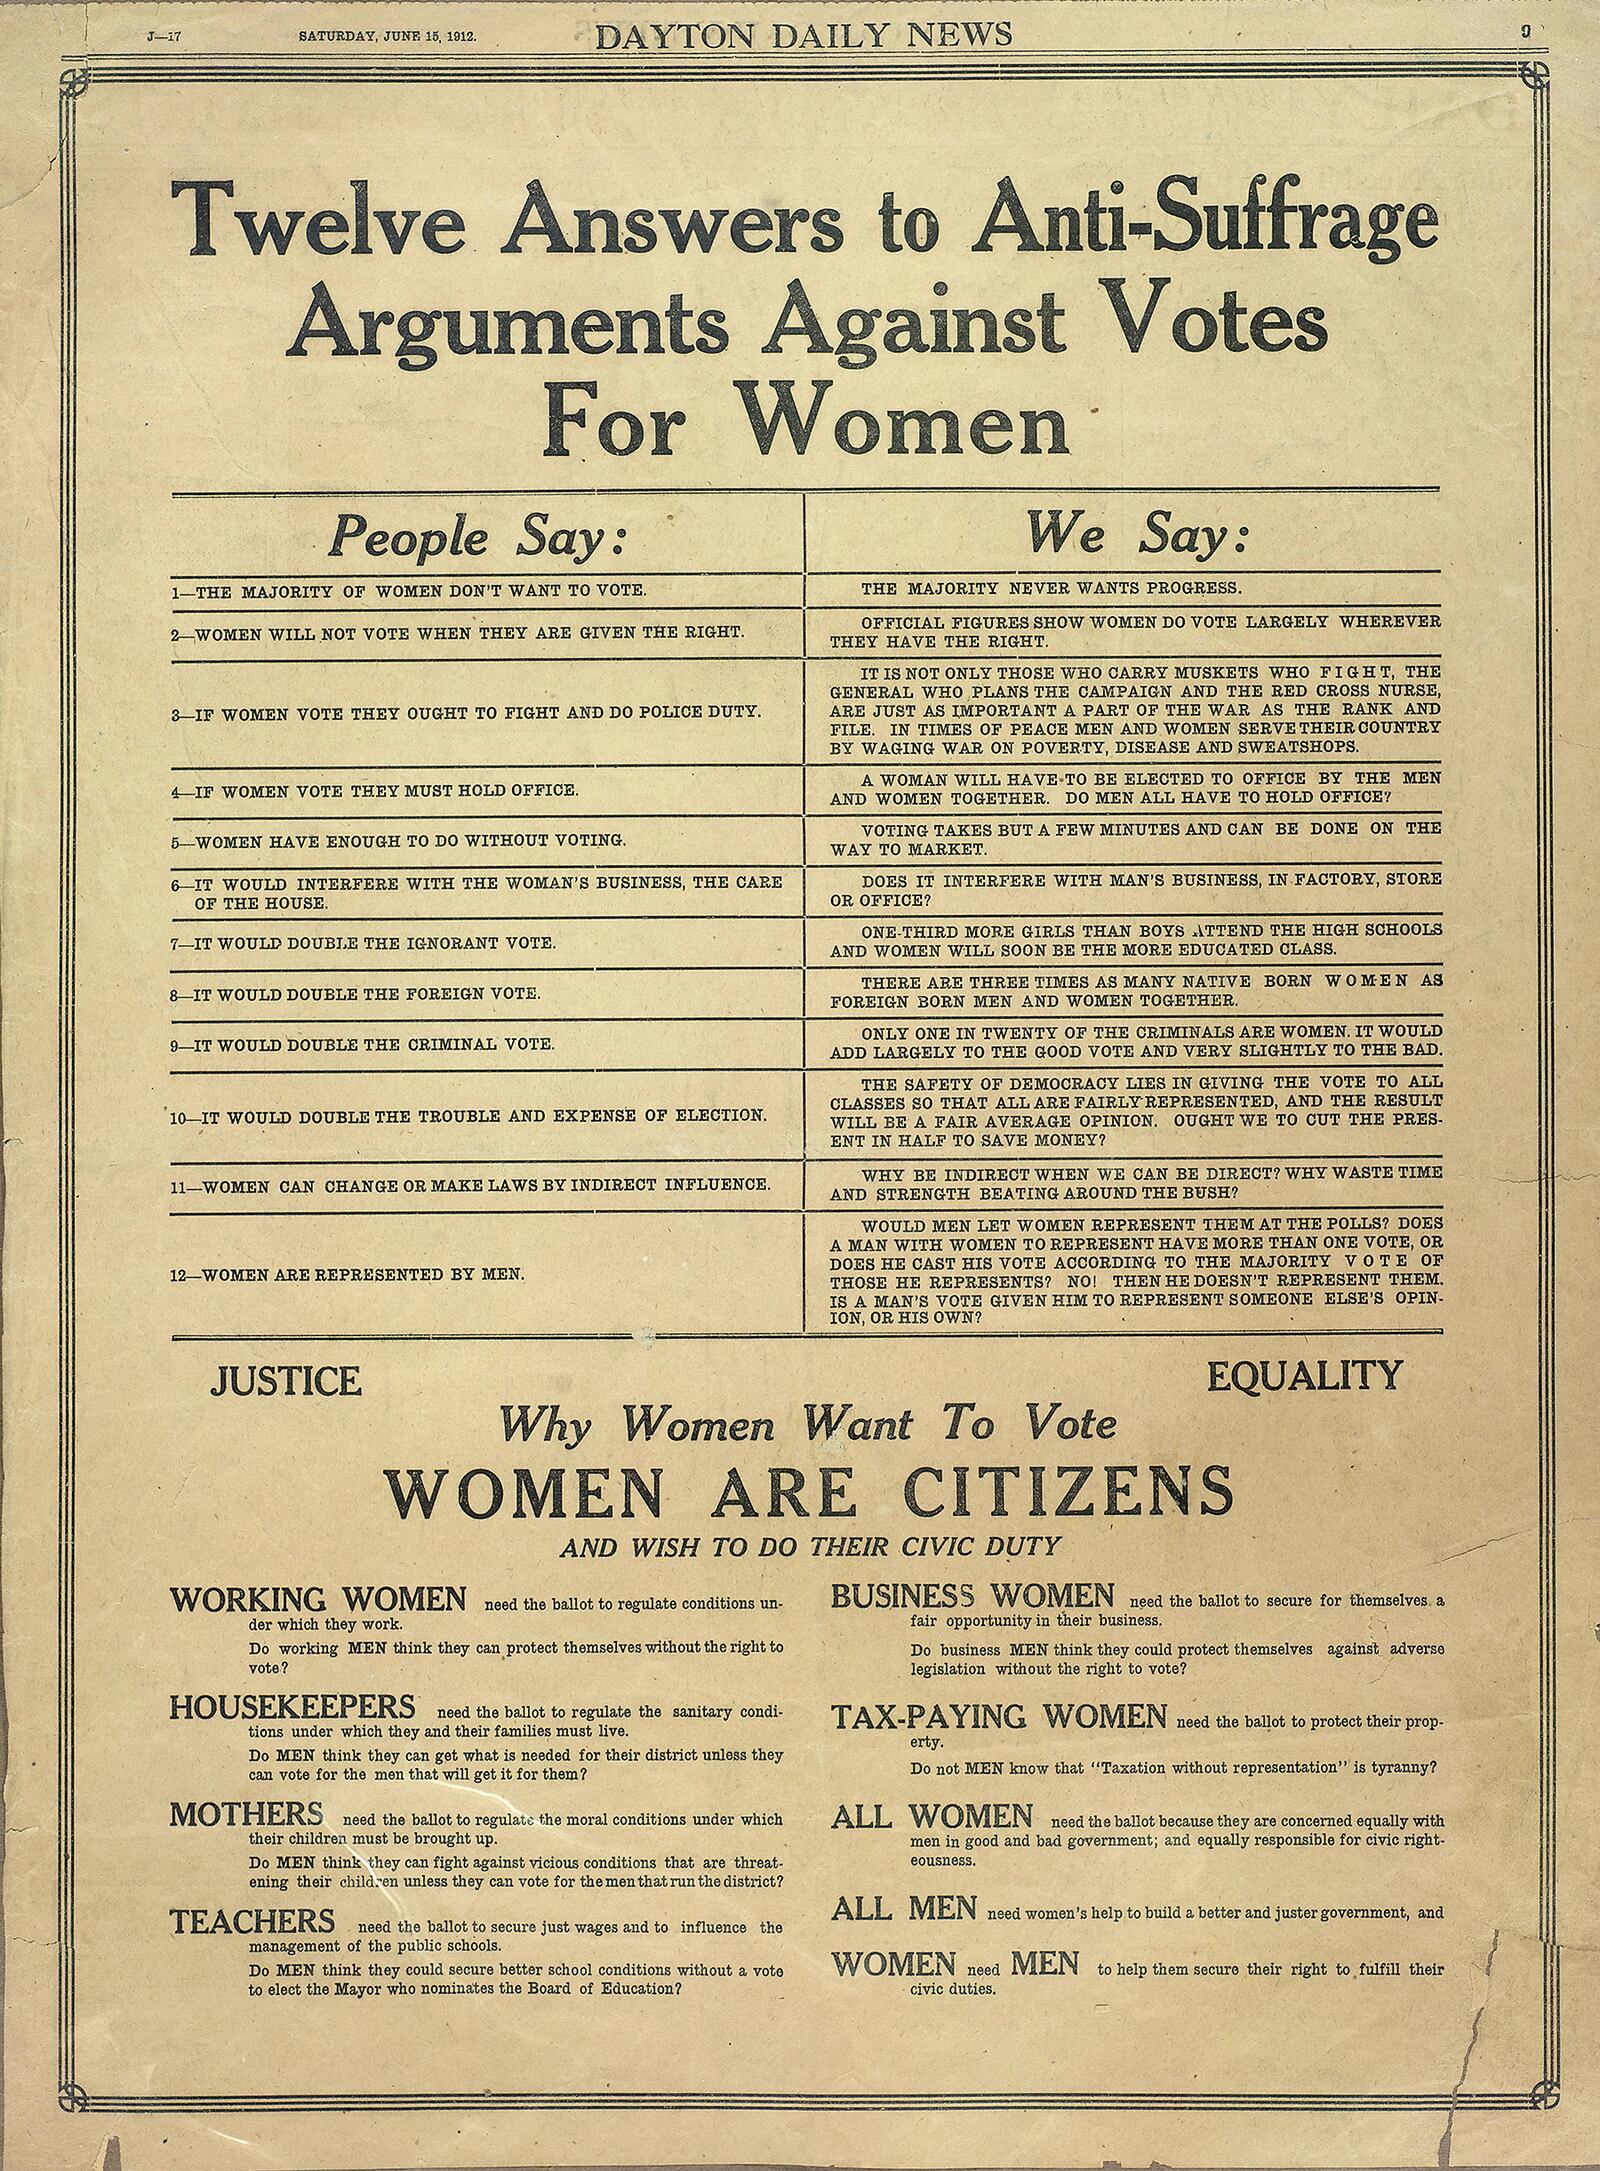 J—17
SATURDAY, JUNE 15, 1912.
DAYTON DAILY NEWS
9
Twelve Answers to Anti-Suffrage
Arguments Against Votes
For Women
People Say:
We Say:
1—THE MAJORITY OF WOMEN DON'T WANT TO VOTE.
THE MAJORITY NEVER WANTS PROGRESS.
2—WOMEN WILL NOT VOTE WHEN THEY ARE GIVEN THE RIGHT.
OFFICIAL FIGURES SHOW WOMEN DO VOTE LARGELY WHEREVER
THEY HAVE THE RIGHT.
3—IF WOMEN VOTE THEY OUGHT TO FIGHT AND DO POLICE DUTY.
IT IS NOT ONLY THOSE WHO CARRY MUSKETS WHO FIGHT, THE
GENERAL WHO PLANS THE CAMPAIGN AND THE RED CROSS NURSE,
ARE JUST AS IMPORTANT A PART OF THE WAR AS THE RANK AND
FILE. IN TIMES OF PEACE MEN AND WOMEN SERVE THEIR COUNTRY
BY WAGING WAR ON POVERTY, DISEASE AND SWEATSHOPS.
4—IF WOMEN VOTE THEY MUST HOLD OFFICE.
A WOMAN WILL HAVE TO BE ELECTED TO OFFICE BY THE MEN
AND WOMEN TOGETHER. DO MEN ALL HAVE TO HOLD OFFICE?
5—WOMEN HAVE ENOUGH TO DO WITHOUT VOTING.
VOTING TAKES BUT A FEW MINUTES AND CAN BE DONE ON THE
WAY TO MARKET.
6—IT WOULD INTERFERE WITH THE WOMAN'S BUSINESS, THE CARE
OF THE HOUSE.
DOES IT INTERFERE WITH MAN'S BUSINESS, IN FACTORY, STORE
OR OFFICE?
7—IT WOULD DOUBLE THE IGNORANT VOTE.
ONE-THIRD MORE GIRLS THAN BOYS ATTEND THE HIGH SCHOOLS
AND WOMEN WILL SOON BE THE MORE EDUCATED CLASS.
8—IT WOULD DOUBLE THE FOREIGN VOTE.
THERE ARE THREE TIMES AS MANY NATIVE BORN WOMEN AS
FOREIGN BORN MEN AND WOMEN TOGETHER.
9—IT WOULD DOUBLE THE CRIMINAL VOTE.
ONLY ONE IN TWENTY OF THE CRIMINALS ARE WOMEN. IT WOULD
ADD LARGELY TO THE GOOD VOTE AND VERY SLIGHTLY TO THE BAD.
10—IT WOULD DOUBLE THE TROUBLE AND EXPENSE OF ELECTION.
THE SAFETY OF DEMOCRACY LIES IN GIVING THE VOTE TO ALL
CLASSES SO THAT ALL ARE FAIRLY REPRESENTED, AND THE RESULT
WILL BE A FAIR AVERAGE OPINION. OUGHT WE TO CUT THE PRES-
ENT IN HALF TO SAVE MONEY?
11—WOMEN CAN CHANGE OR MAKE LAWS BY INDIRECT INFLUENCE.
WHY BE INDIRECT WHEN WE CAN BE DIRECT? WHY WASTE TIME
AND STRENGTH BEATING AROUND THE BUSH?
12—WOMEN ARE REPRESENTED BY MEN.
WOULD MEN LET WOMEN REPRESENT THEM AT THE POLLS? DOES
A MAN WITH WOMEN TO REPRESENT HAVE MORE THAN ONE VOTE, OR
DOES HE CAST HIS VOTE ACCORDING TO THE MAJORITY VOTE OF
THOSE HE REPRESENTS? NO! THEN HE DOESN'T REPRESENT THEM.
IS A MAN'S VOTE GIVEN HIM TO REPRESENT SOMEONE ELSE'S OPIN-
ION, OR HIS OWN?
JUSTICE
EQUALITY
Why Women Want To Vote
WOMEN ARE CITIZENS
AND WISH TO DO THEIR CIVIC DUTY
WORKING WOMEN need the ballot to regulate conditions un-
der which they work.
Do working MEN think they can protect themselves without the right to
vote?
HOUSEKEEPERS need the ballot to regulate the sanitary condi-
tions under which they and their families must live.
Do MEN think they can get what is needed for their district unless they
can vote for the men that will get it for them?
MOTHERS need the ballot to regulate the moral conditions under which
their children must be brought up.
Do MEN think they can fight against vicious conditions that are threat-
ening their children unless they can vote for the men that run the district?
TEACHERS need the ballot to secure just wages and to influence the
management of the public schools.
Do MEN think they could secure better school conditions without a vote
to elect the Mayor who nominates the Board of Education?
BUSINESS WOMEN need the ballot to secure for themselves a
fair opportunity in their business.
Do business MEN think they could protect themselves against adverse
legislation without the right to vote?
TAX-PAYING WOMEN need the ballot to protect their prop-
erty.
Do not MEN know that "Taxation without representation" is tyranny?
ALL WOMEN need the ballot because they are concerned equally with
men in good and bad government; and equally responsible for civic right-
eousness.
ALL MEN need women's help to build a better and juster government, and
WOMEN need MEN to help them secure their right to fulfill their
civic duties.